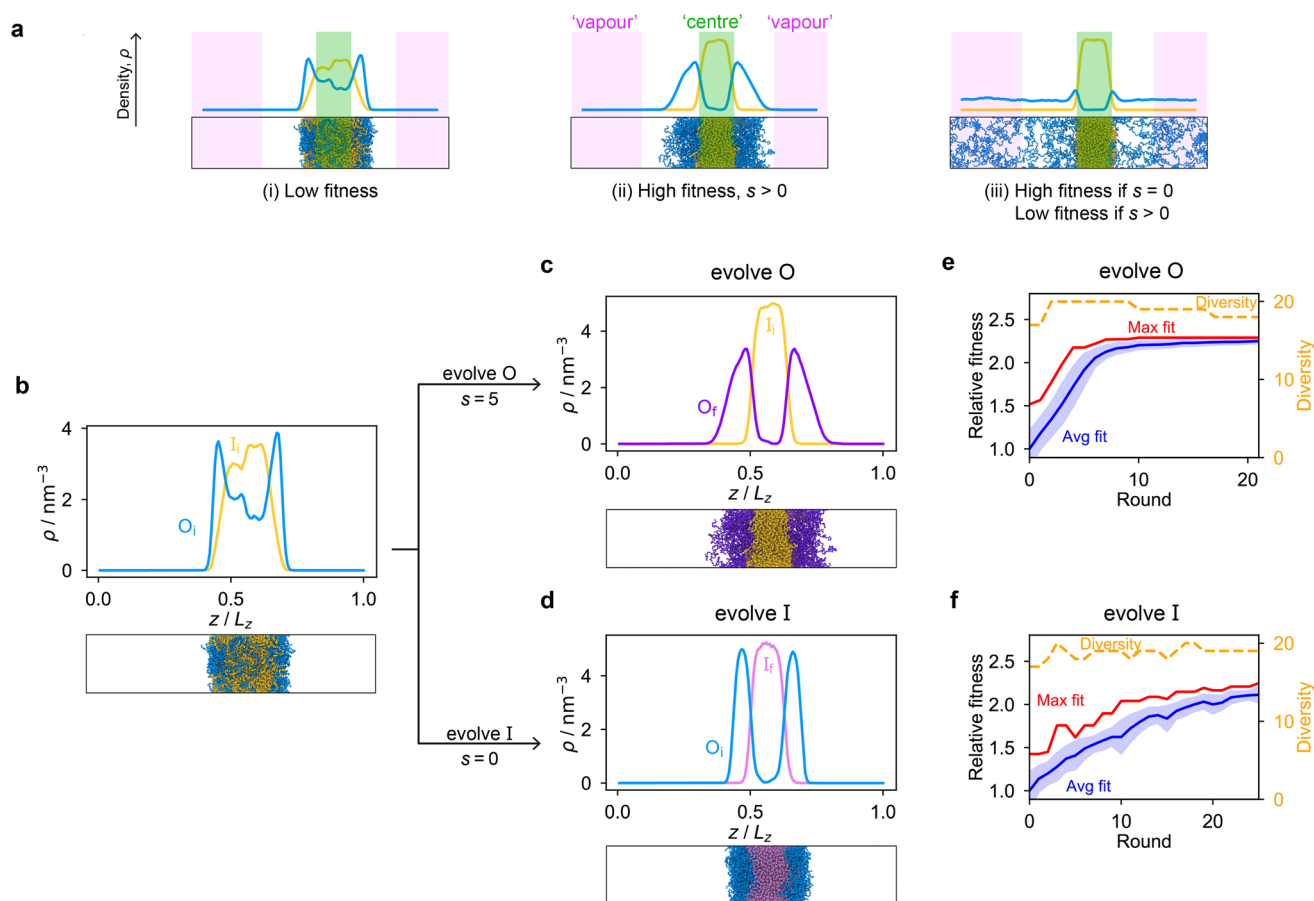 a
Density, ρ
‘vapour’ ‘centre’ ‘vapour’
(i) Low fitness
(ii) High fitness, s > 0
(iii) High fitness if s = 0
Low fitness if s > 0
b
ρ / nm⁻³
4
2
0
I_i
O_i
0.0 0.5 1.0
z / L_z
evolve O
s = 5
evolve I
s = 0
c
evolve O
ρ / nm⁻³
4
2
0
I_i
O_f
0.0 0.5 1.0
z / L_z
d
evolve I
ρ / nm⁻³
4
2
0
I_f
O_i
0.0 0.5 1.0
z / L_z
e
evolve O
Relative fitness
2.5
2.0
1.5
1.0
Diversity
Max fit
Avg fit
20
10
0
Diversity
0 10 20
Round
f
evolve I
Relative fitness
2.5
2.0
1.5
1.0
Diversity
Max fit
Avg fit
20
10
0
Diversity
0 10 20
Round